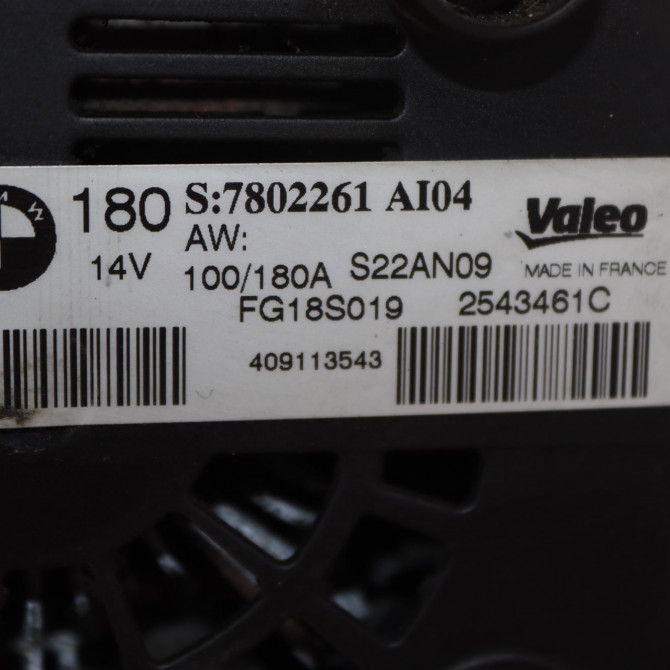 180 S:7802261 AI04 Valeo
AW:
14V 100/180A S22AN09 MADE IN FRANCE
FG18S019 2543461C
409113543